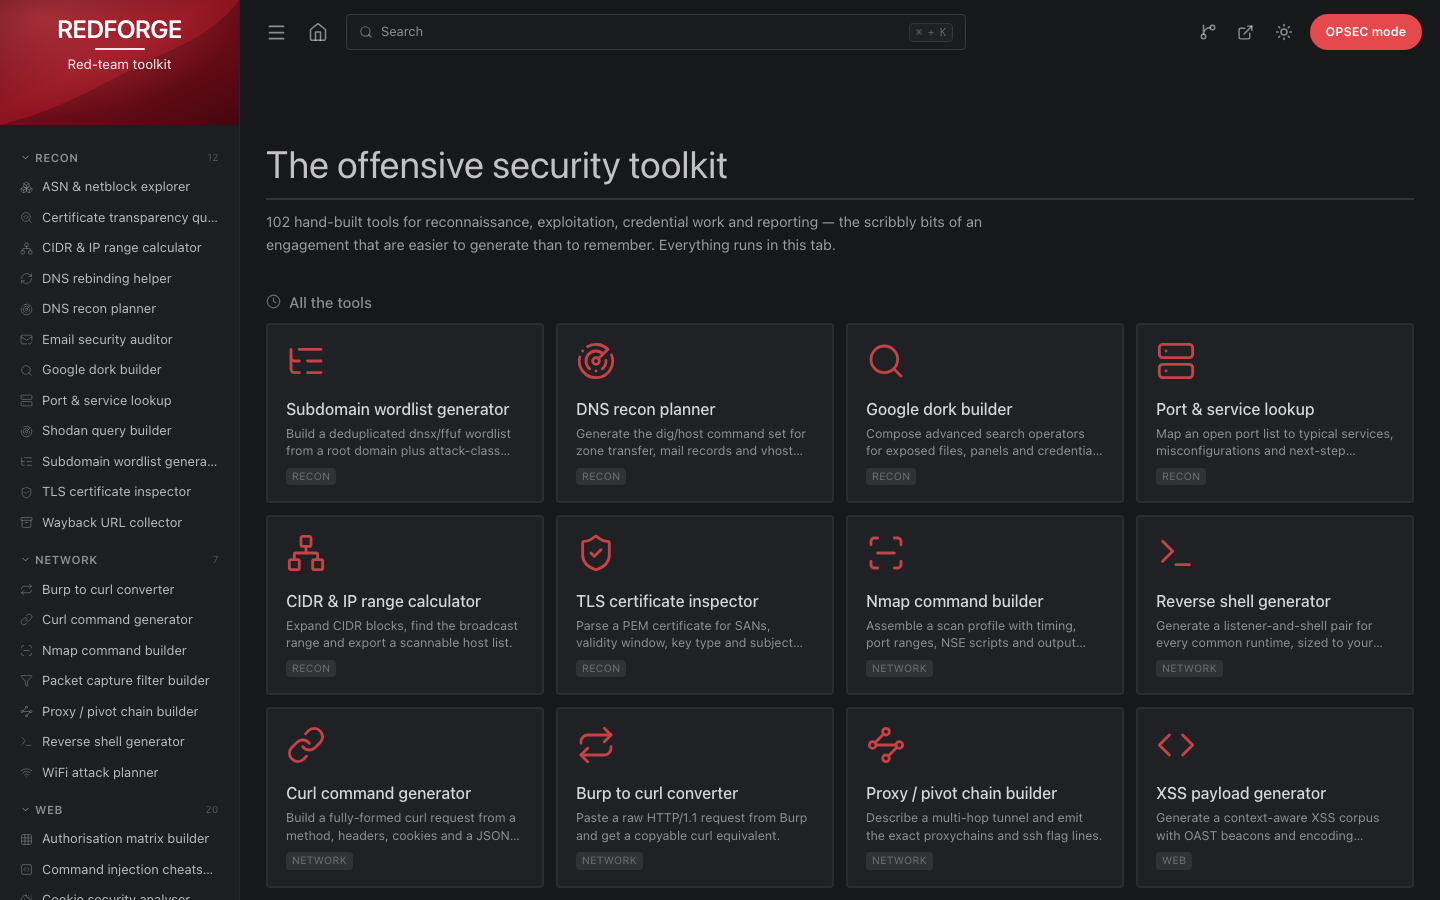 REDFORGE
Red-team toolkit
Search
⌘ + K
OPSEC mode
RECON 12
ASN & netblock explorer
Certificate transparency qu...
CIDR & IP range calculator
DNS rebinding helper
DNS recon planner
Email security auditor
Google dork builder
Port & service lookup
Shodan query builder
Subdomain wordlist genera...
TLS certificate inspector
Wayback URL collector
NETWORK 7
Burp to curl converter
Curl command generator
Nmap command builder
Packet capture filter builder
Proxy / pivot chain builder
Reverse shell generator
WiFi attack planner
WEB 20
Authorisation matrix builder
Command injection cheats...
Cookie security analyser
The offensive security toolkit
102 hand-built tools for reconnaissance, exploitation, credential work and reporting — the scribbly bits of an
engagement that are easier to generate than to remember. Everything runs in this tab.
All the tools
Subdomain wordlist generator
Build a deduplicated dnsx/ffuf wordlist
from a root domain plus attack-class...
RECON
DNS recon planner
Generate the dig/host command set for
zone transfer, mail records and vhost...
RECON
Google dork builder
Compose advanced search operators
for exposed files, panels and credentia...
RECON
Port & service lookup
Map an open port list to typical services,
misconfigurations and next-step...
RECON
CIDR & IP range calculator
Expand CIDR blocks, find the broadcast
range and export a scannable host list.
RECON
TLS certificate inspector
Parse a PEM certificate for SANs,
validity window, key type and subject...
RECON
Nmap command builder
Assemble a scan profile with timing,
port ranges, NSE scripts and output...
NETWORK
Reverse shell generator
Generate a listener-and-shell pair for
every common runtime, sized to your...
NETWORK
Curl command generator
Build a fully-formed curl request from a
method, headers, cookies and a JSON...
NETWORK
Burp to curl converter
Paste a raw HTTP/1.1 request from Burp
and get a copyable curl equivalent.
NETWORK
Proxy / pivot chain builder
Describe a multi-hop tunnel and emit
the exact proxychains and ssh flag lines.
NETWORK
XSS payload generator
Generate a context-aware XSS corpus
with OAST beacons and encoding...
WEB